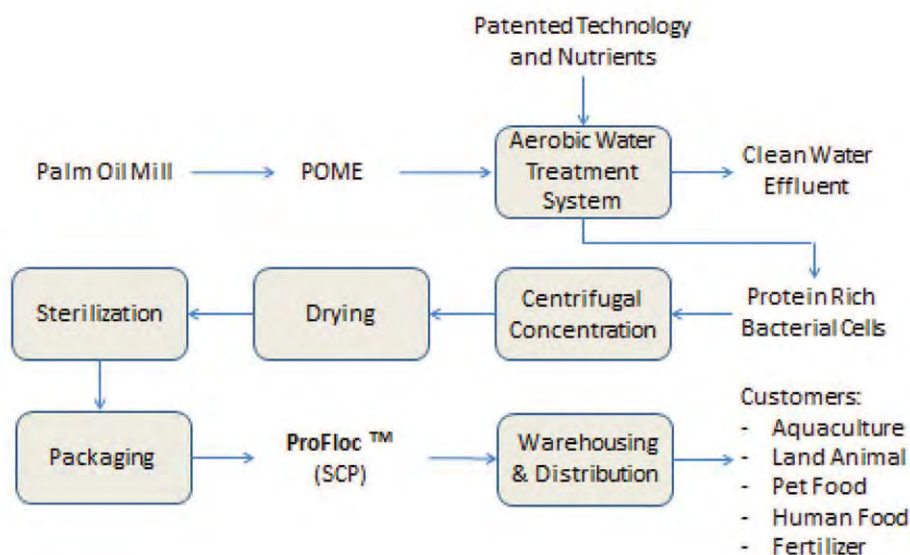 Patented Technology
and Nutrients
Palm Oil Mill
POME
Aerobic Water
Treatment
System
Clean Water
Effluent
Sterilization
Drying
Centrifugal
Concentration
Protein Rich
Bacterial Cells
Packaging
ProFloc ™
(SCP)
Warehousing
& Distribution
Customers:
- Aquaculture
- Land Animal
- Pet Food
- Human Food
- Fertilizer